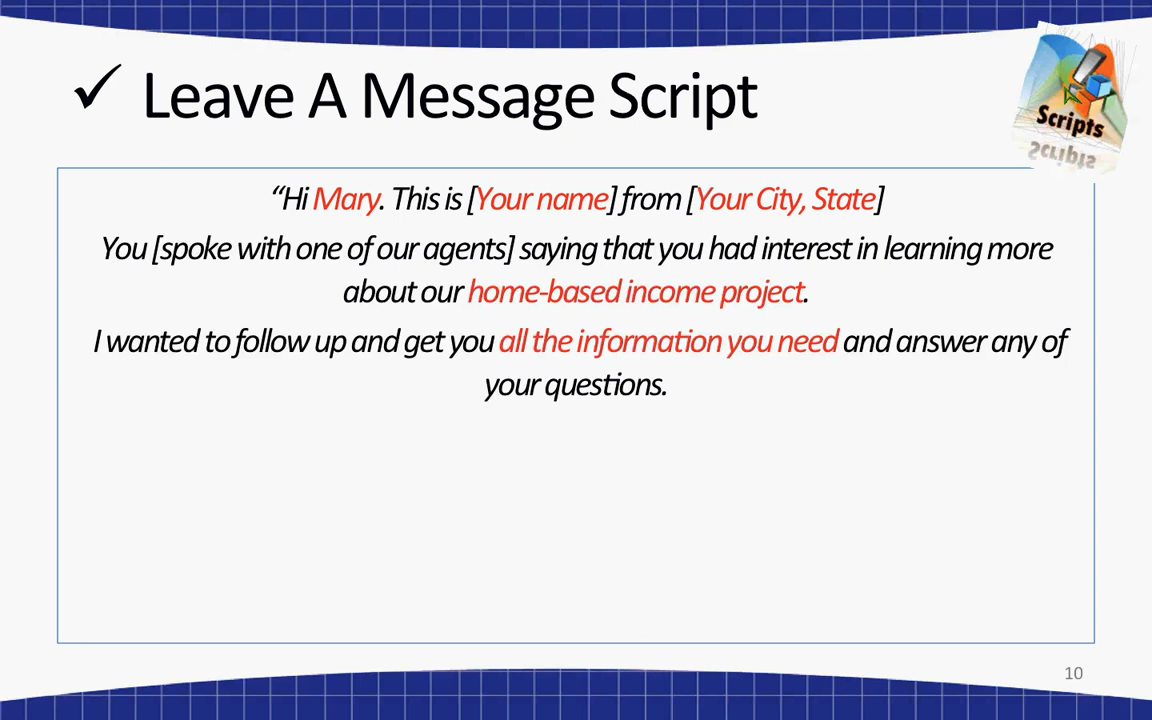 ✓ Leave A Message Script
Scripts
“Hi Mary. This is [Your name] from [Your City, State]
You [spoke with one of our agents] saying that you had interest in learning more
about our home-based income project.
I wanted to follow up and get you all the information you need and answer any of
your questions.
10